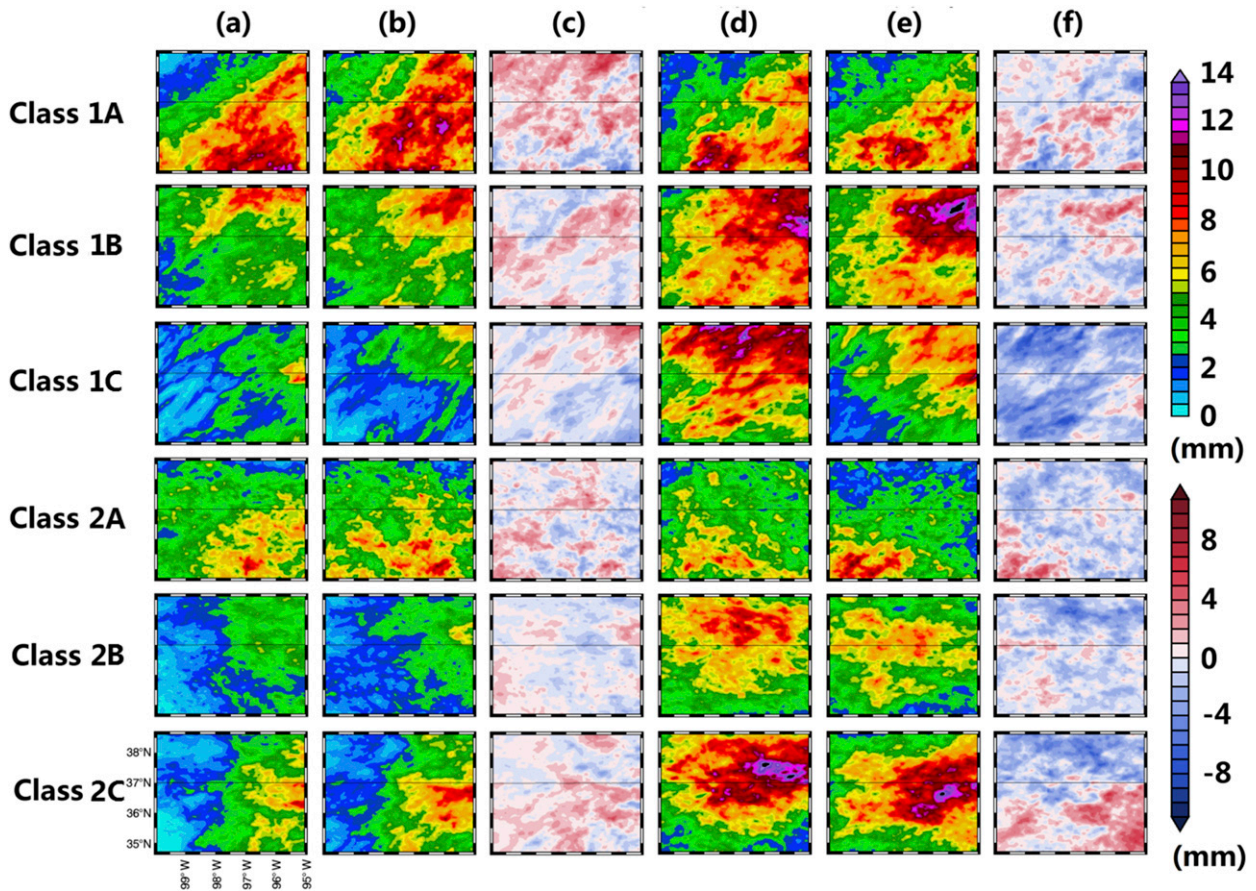 (a) (b) (c) (d) (e) (f)
Class 1A
Class 1B
Class 1C
Class 2A
Class 2B
Class 2C
38°N
37°N
36°N
35°N
99° W 98° W 97° W 96° W 95° W
14
12
10
8
6
4
2
0
(mm)
8
4
0
-4
-8
(mm)